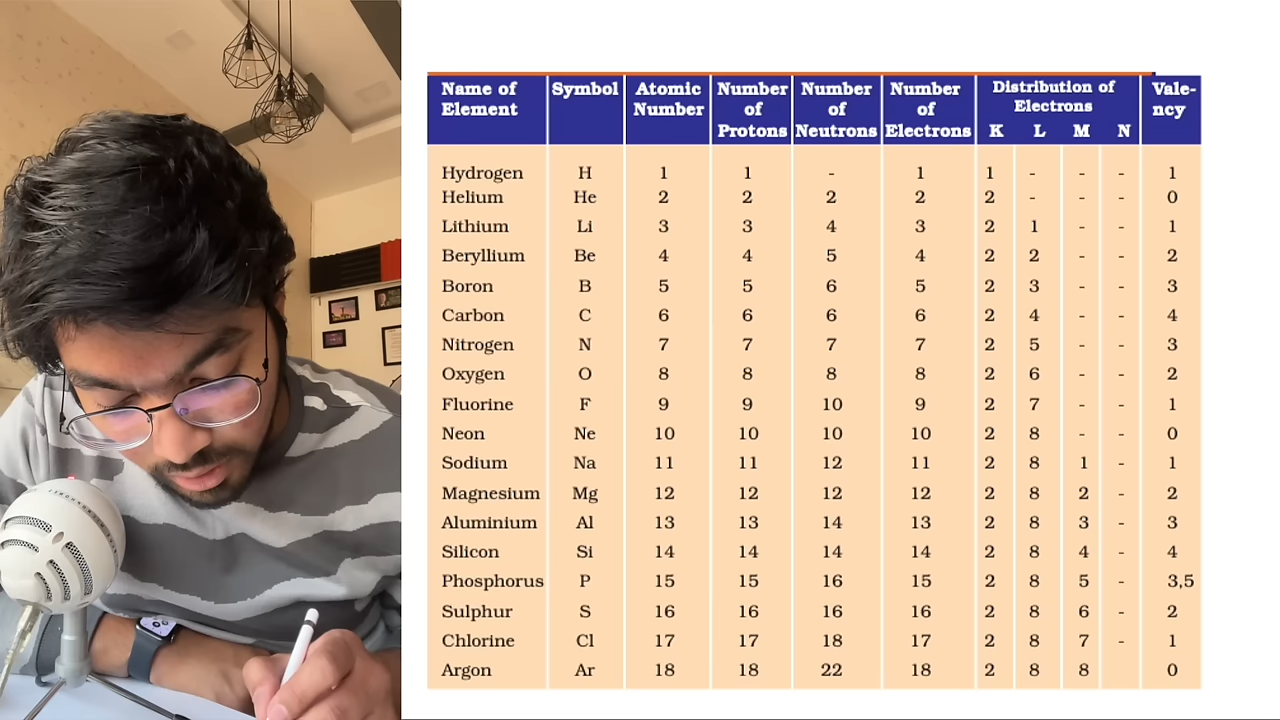 Name of Element Symbol Atomic Number Number of Protons Number of Neutrons Number of Electrons Distribution of Electrons K L M N Vale-ncy
Hydrogen H 1 1 - 1 1 - - - 1
Helium He 2 2 2 2 2 - - - 0
Lithium Li 3 3 4 3 2 1 - - 1
Beryllium Be 4 4 5 4 2 2 - - 2
Boron B 5 5 6 5 2 3 - - 3
Carbon C 6 6 6 6 2 4 - - 4
Nitrogen N 7 7 7 7 2 5 - - 3
Oxygen O 8 8 8 8 2 6 - - 2
Fluorine F 9 9 10 9 2 7 - - 1
Neon Ne 10 10 10 10 2 8 - - 0
Sodium Na 11 11 12 11 2 8 1 - 1
Magnesium Mg 12 12 12 12 2 8 2 - 2
Aluminium Al 13 13 14 13 2 8 3 - 3
Silicon Si 14 14 14 14 2 8 4 - 4
Phosphorus P 15 15 16 15 2 8 5 - 3,5
Sulphur S 16 16 16 16 2 8 6 - 2
Chlorine Cl 17 17 18 17 2 8 7 - 1
Argon Ar 18 18 22 18 2 8 8 0